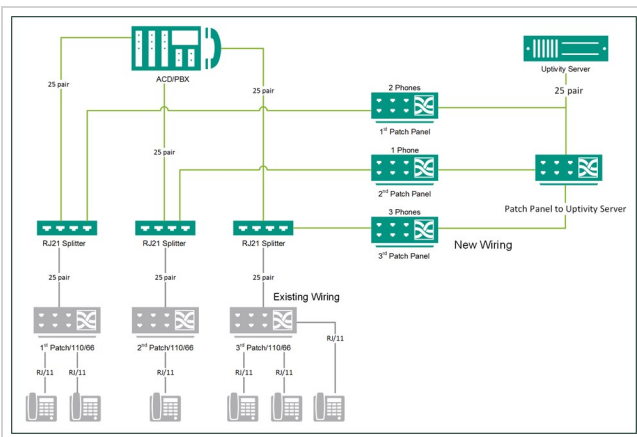 ACD/PBX
Uptivity Server
25 pair
25 pair
25 pair
2 Phones
1st Patch Panel
25 pair
1 Phone
2nd Patch Panel
Patch Panel to Uptivity Server
3 Phones
3rd Patch Panel
New Wiring
RJ21 Splitter
RJ21 Splitter
RJ21 Splitter
25 pair
25 pair
25 pair
Existing Wiring
1st Patch/110/66
2nd Patch/110/66
3rd Patch/110/66
RJ/11
RJ/11
RJ/11
RJ/11
RJ/11
RJ/11